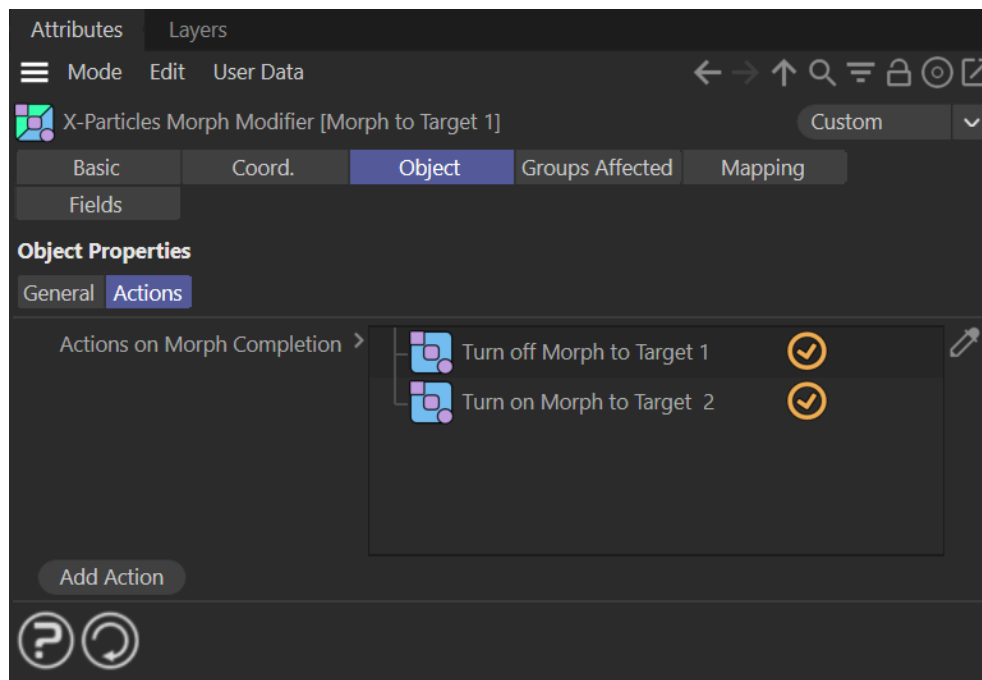 Attributes Layers
Mode Edit User Data
X-Particles Morph Modifier [Morph to Target 1] Custom
Basic Coord. Object Groups Affected Mapping
Fields
Object Properties
General Actions
Actions on Morph Completion
Turn off Morph to Target 1
Turn on Morph to Target 2
Add Action